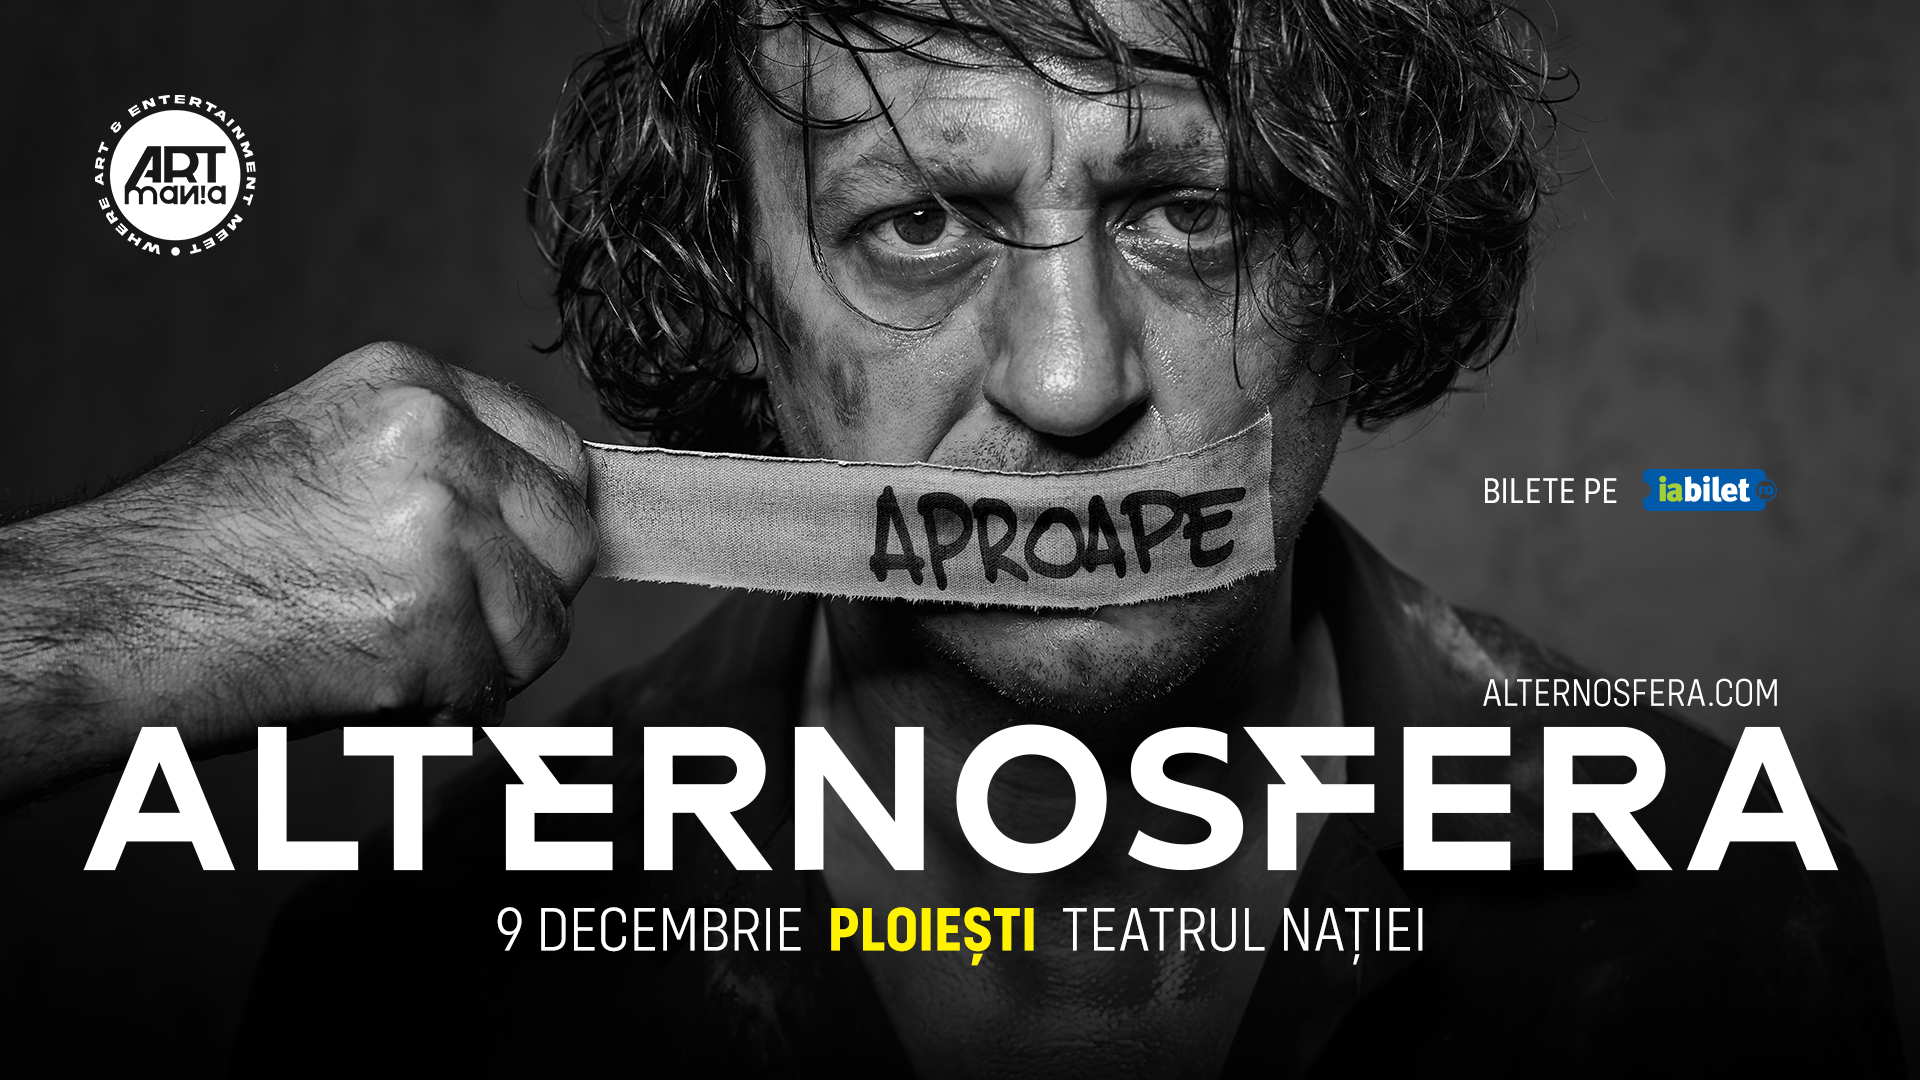 WHERE ART & ENTERTAINMENT MEET •
ART
mania
APROAPE
BILETE PE iabilet
ALTERNOSFERA.COM
ALTERNOSFERA
9 DECEMBRIE PLOIEȘTI TEATRUL NAȚIEI